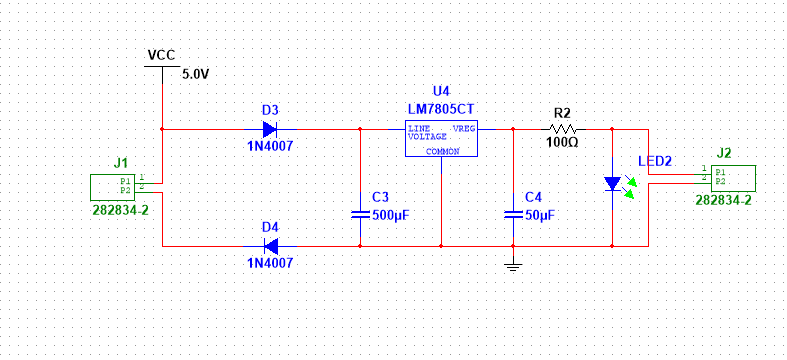 VCC
5.0V
D3
1N4007
U4
LM7805CT
LINE VREG
VOLTAGE
COMMON
R2
100Ω
J1
1
P1
2
P2
282834-2
D4
1N4007
C3
500µF
C4
50µF
LED2
J2
1
P1
2
P2
282834-2